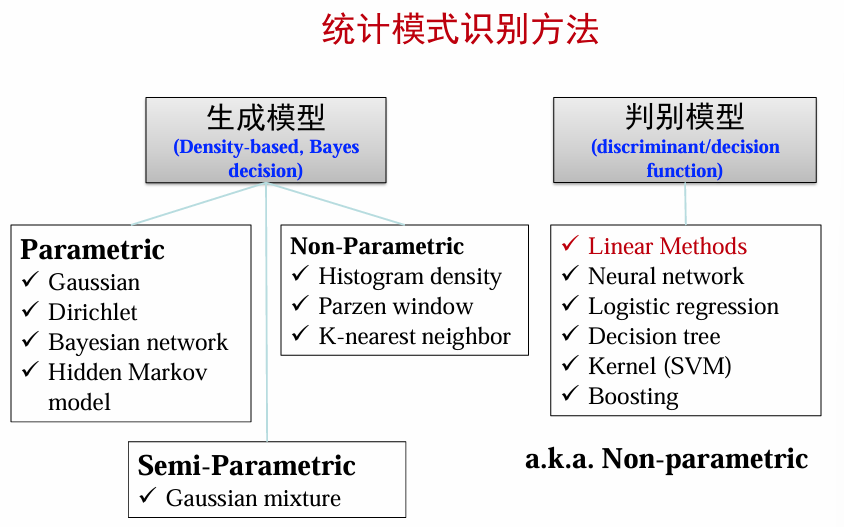 统计模式识别方法
生成模型
(Density-based, Bayes
decision)
判别模型
(discriminant/decision
function)
Parametric
✓ Gaussian
✓ Dirichlet
✓ Bayesian network
✓ Hidden Markov
model
Non-Parametric
✓ Histogram density
✓ Parzen window
✓ K-nearest neighbor
✓ Linear Methods
✓ Neural network
✓ Logistic regression
✓ Decision tree
✓ Kernel (SVM)
✓ Boosting
Semi-Parametric
✓ Gaussian mixture
a.k.a. Non-parametric